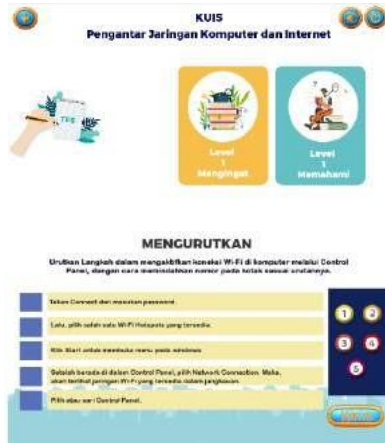 KUIS
Pengantar Jaringan Komputer dan Internet
Level
1
Mengingat
Level
1
Memahami
MENGURUTKAN
Urutkan Langkah dalam mengaktifkan koneksi Wi-Fi di komputer melalui Control
Panel, dengan cara memindahkan nomor pada kotak sesuai urutannya.
Tekan Connect dan masukan password.
Lalu, pilih salah satu Wi-Fi Hotspots yang tersedia.
Klik Start untuk membuka menu pada windows
Setelah berada di dalam Control Panel, pilih Network Connection. Maka,
akan terlihat jaringan Wi-Fi yang tersedia dalam jangkauan.
Pilih atau cari Control Panel.
1
2
3
4
5